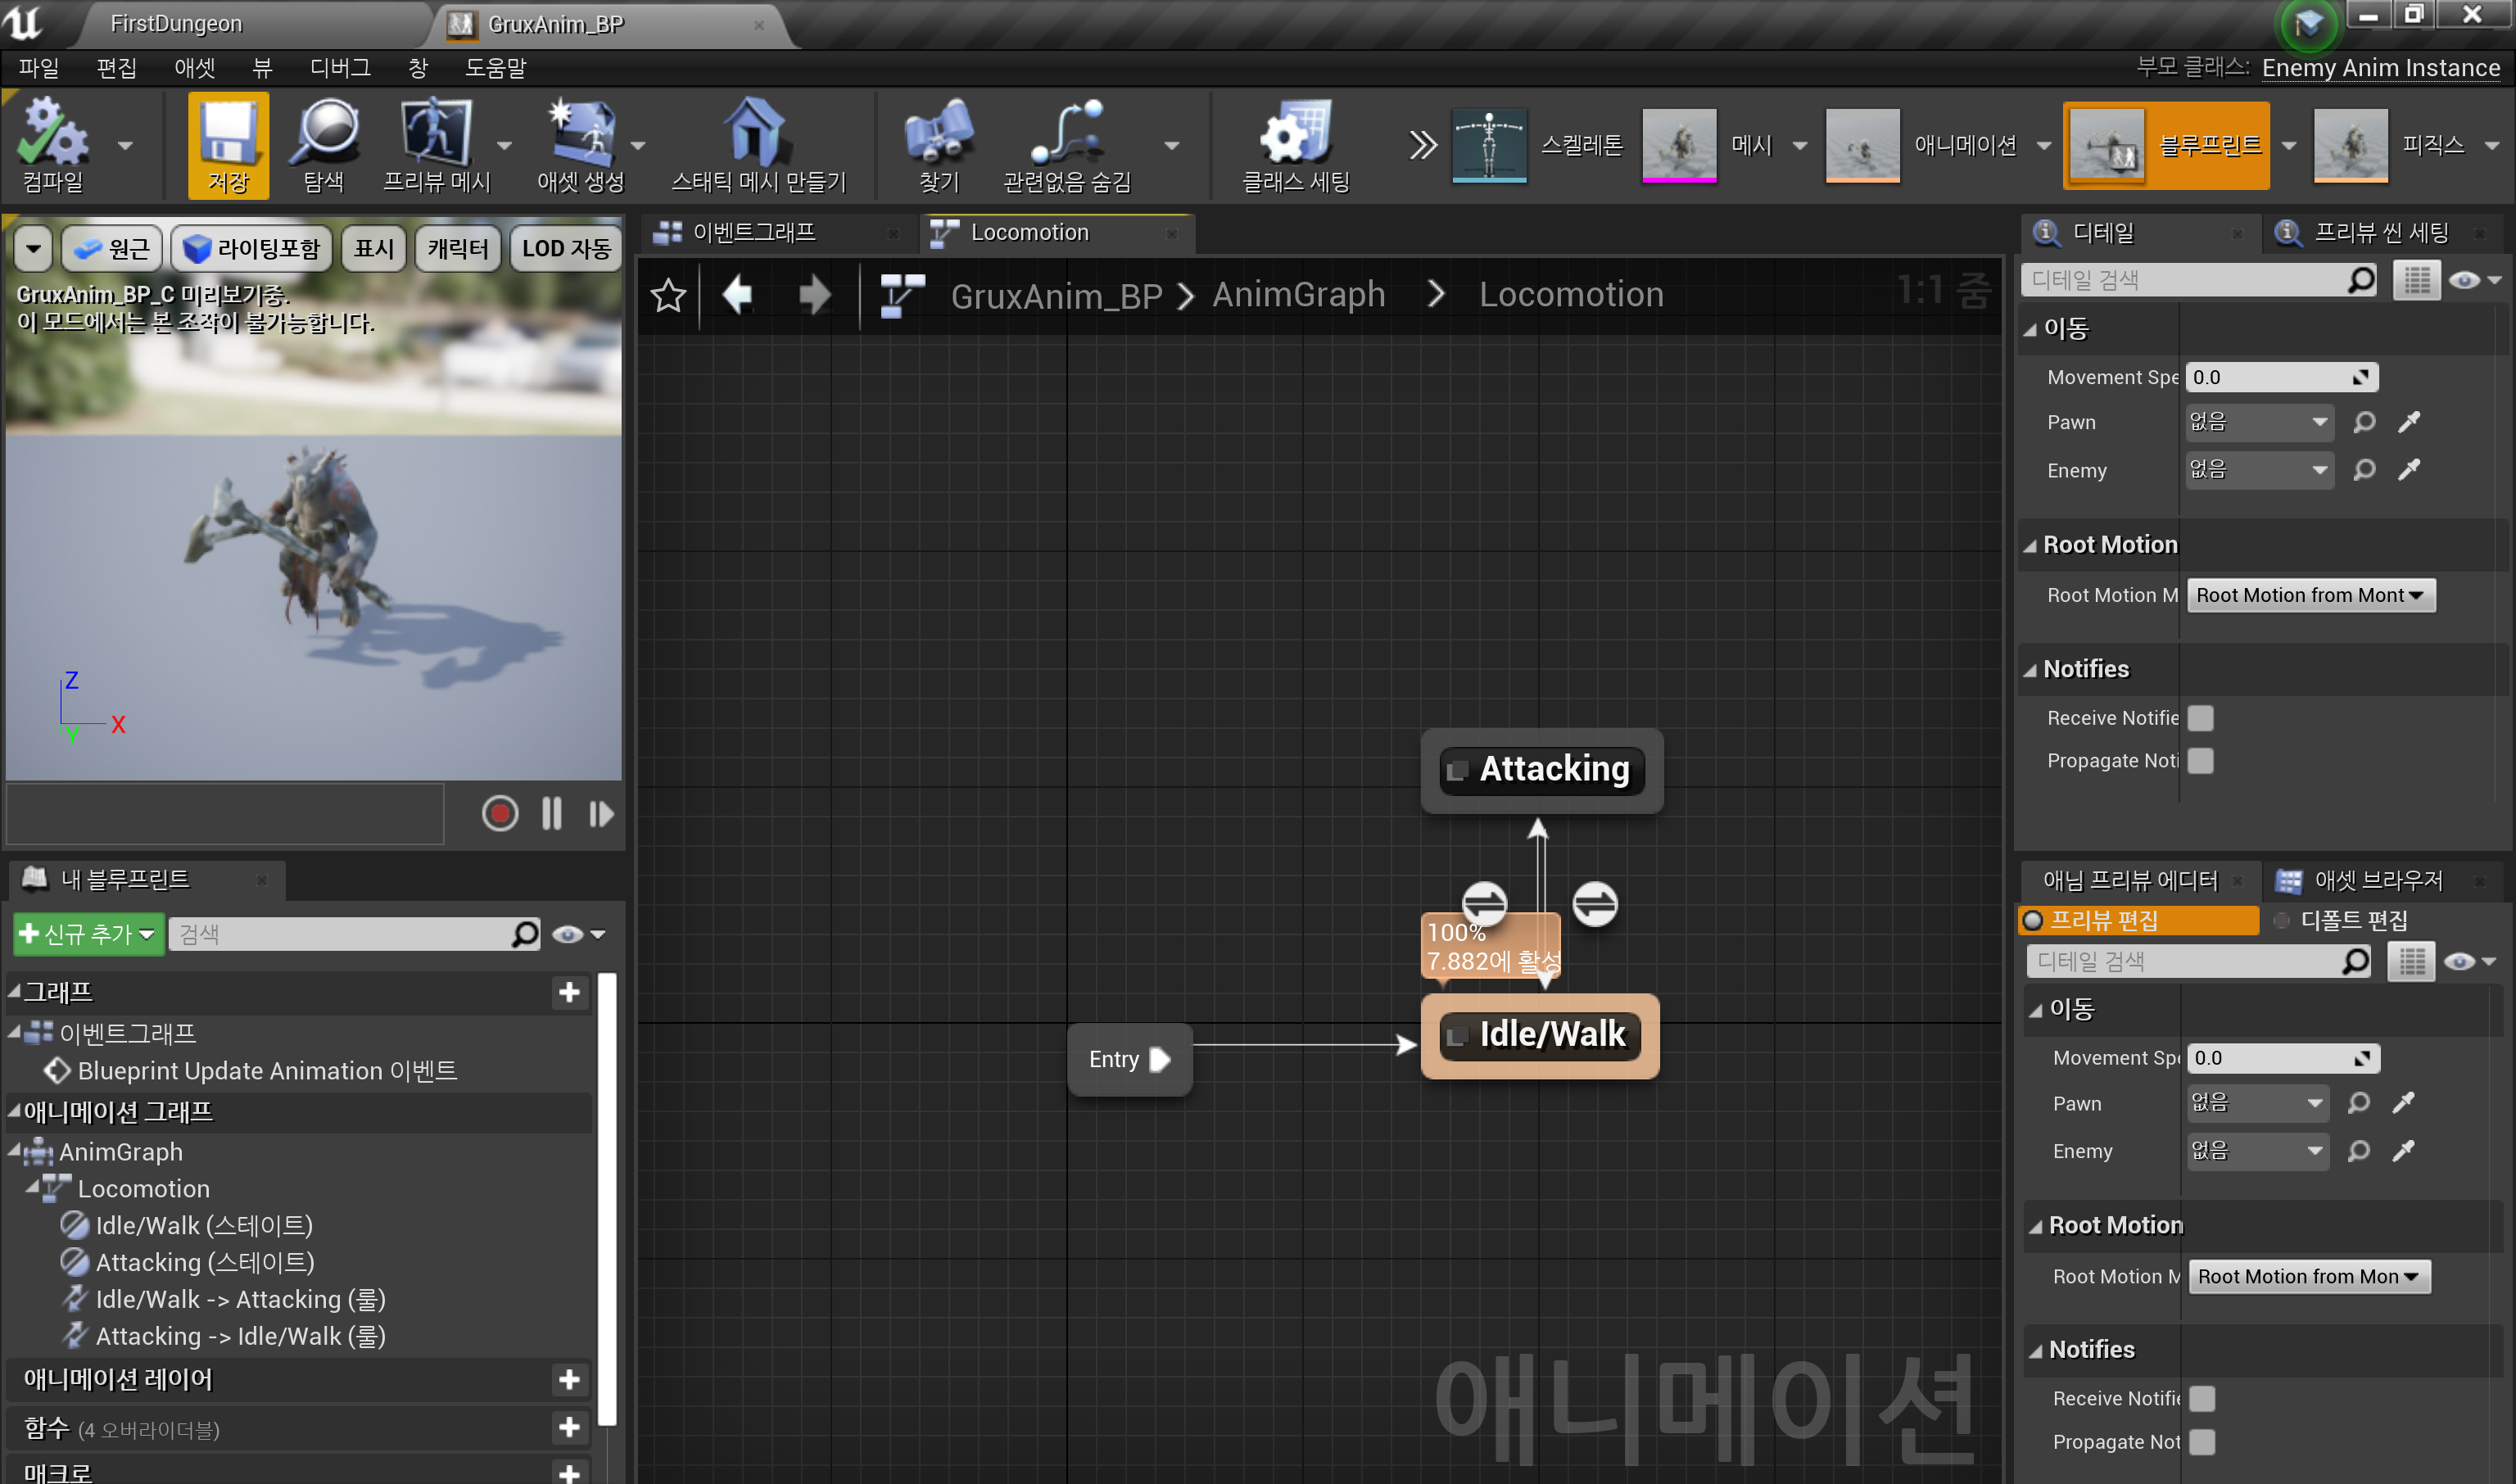 FirstDungeon
GruxAnim_BP
파일 편집 애셋 뷰 디버그 창 도움말
부모 클래스: Enemy Anim Instance
컴파일
저장
탐색
프리뷰 메시
애셋 생성
스태틱 메시 만들기
찾기
관련없음 숨김
클래스 세팅
스켈레톤
메시
애니메이션
블루프린트
피직스
원근
라이팅포함
표시
캐릭터
LOD 자동
GruxAnim_BP_C 미리보기중.
이 모드에서는 본 조작이 불가능합니다.
Z
X
Y
내 블루프린트
신규 추가
검색
그래프
이벤트그래프
Blueprint Update Animation 이벤트
애니메이션 그래프
AnimGraph
Locomotion
Idle/Walk (스테이트)
Attacking (스테이트)
Idle/Walk -> Attacking (룰)
Attacking -> Idle/Walk (룰)
애니메이션 레이어
함수 (4 오버라이더블)
매크로
이벤트그래프
Locomotion
GruxAnim_BP > AnimGraph > Locomotion
1:1 줌
Attacking
100%
7.882에 활성
Idle/Walk
Entry
애니메이션
디테일
프리뷰 씬 세팅
디테일 검색
이동
Movement Spe 0.0
Pawn 없음
Enemy 없음
Root Motion
Root Motion M Root Motion from Mont
Notifies
Receive Notifie
Propagate Noti
애님 프리뷰 에디터
애셋 브라우저
프리뷰 편집
디폴트 편집
디테일 검색
이동
Movement Spe 0.0
Pawn 없음
Enemy 없음
Root Motion
Root Motion M Root Motion from Mon
Notifies
Receive Notifie
Propagate Not